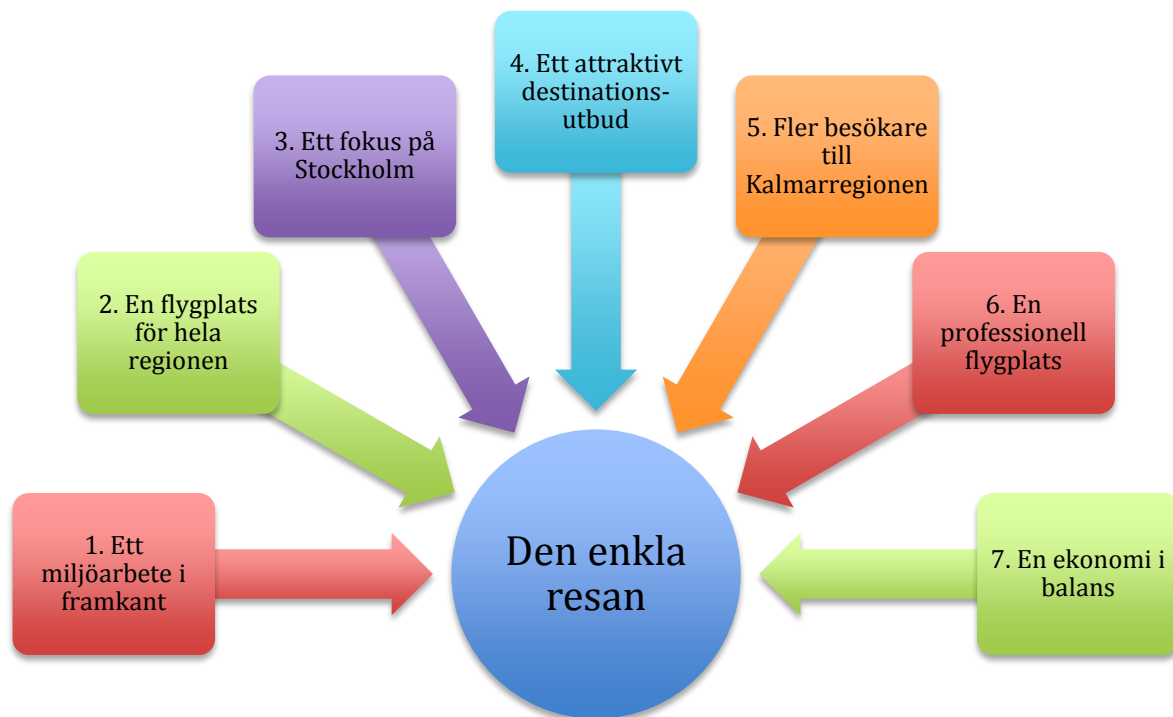 1. Ett
miljöarbete i
framkant
2. En flygplats
för hela
regionen
3. Ett fokus på
Stockholm
4. Ett attraktivt
destinations-
utbud
5. Fler besökare
till
Kalmarregionen
6. En
professionell
flygplats
7. En ekonomi i
balans
Den enkla
resan